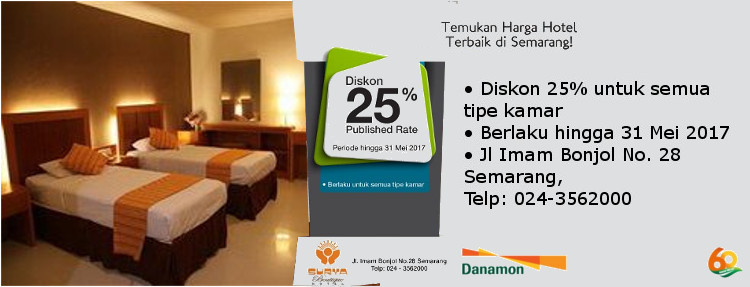 Temukan Harga Hotel
Terbaik di Semarang!
Diskon
25%
Published Rate
Periode hingga 31 Mei 2017
• Berlaku untuk semua tipe kamar
• Diskon 25% untuk semua
tipe kamar
• Berlaku hingga 31 Mei 2017
• Jl Imam Bonjol No. 28
Semarang,
Telp: 024-3562000
SURYA
Boutique
Jl. Imam Bonjol No.28 Semarang
Telp: 024 - 3562000
Danamon
60